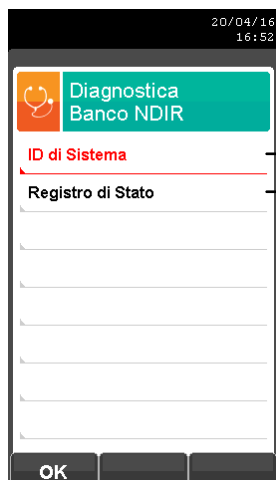 20/04/16
16:52
Diagnostica
Banco NDIR
ID di Sistema
Registro di Stato
OK